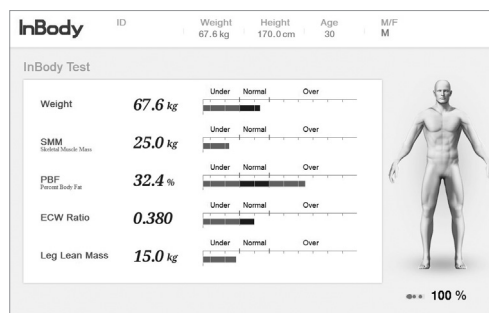 InBody
ID Weight Height Age M/F
67.6 kg 170.0 cm 30 M
InBody Test
Under Normal Over
Weight 67.6 kg
Under Normal Over
SMM 25.0 kg
Skeletal Muscle Mass
Under Normal Over
PBF 32.4 %
Percent Body Fat
Under Normal Over
ECW Ratio 0.380
Under Normal Over
Leg Lean Mass 15.0 kg
100 %